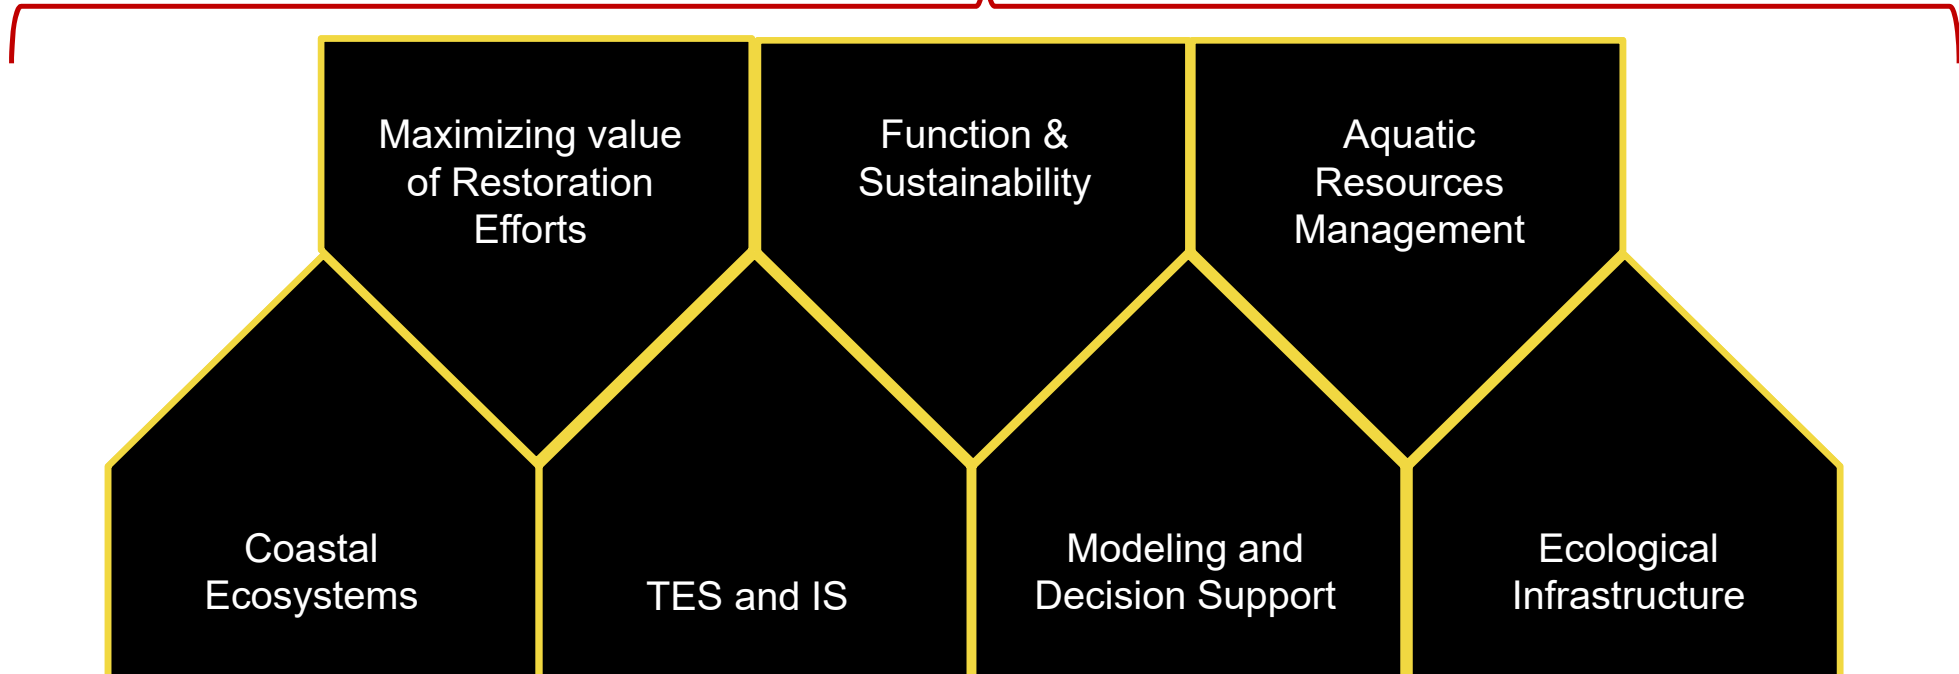 Maximizing value
of Restoration
Efforts
Function &
Sustainability
Aquatic
Resources
Management
Coastal
Ecosystems
TES and IS
Modeling and
Decision Support
Ecological
Infrastructure